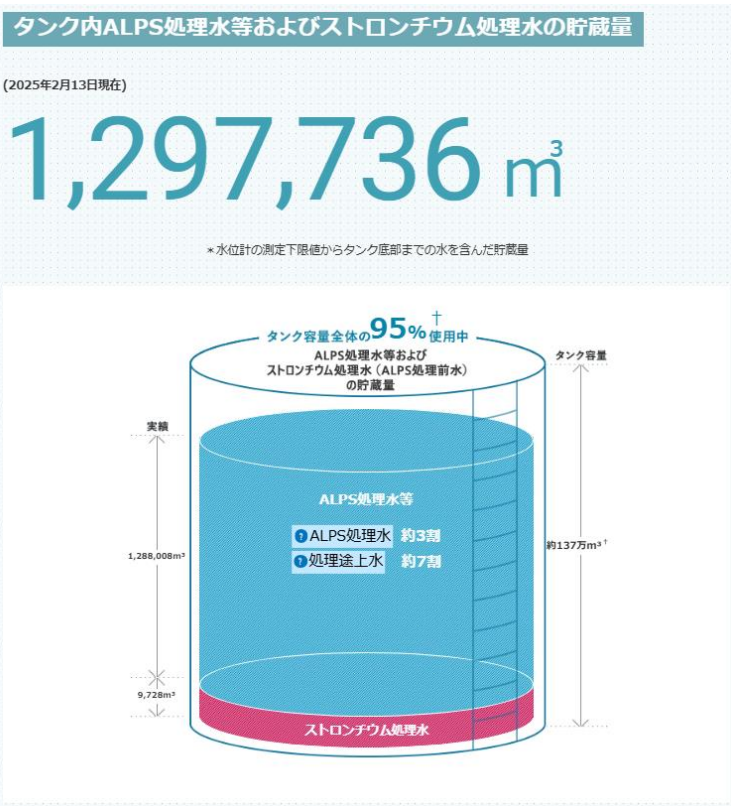 タンク内ALPS処理水等およびストロンチウム処理水の貯蔵量
(2025年2月13日現在)
1,297,736 m³
*水位計の測定下限値からタンク底部までの水を含んだ貯蔵量
タンク容量全体の95%†使用中
ALPS処理水等および
ストロンチウム処理水（ALPS処理前水）
の貯蔵量
タンク容量
実績
ALPS処理水等
? ALPS処理水 約3割
? 処理途上水 約7割
約137万m³†
1,288,008m³
9,728m³
ストロンチウム処理水